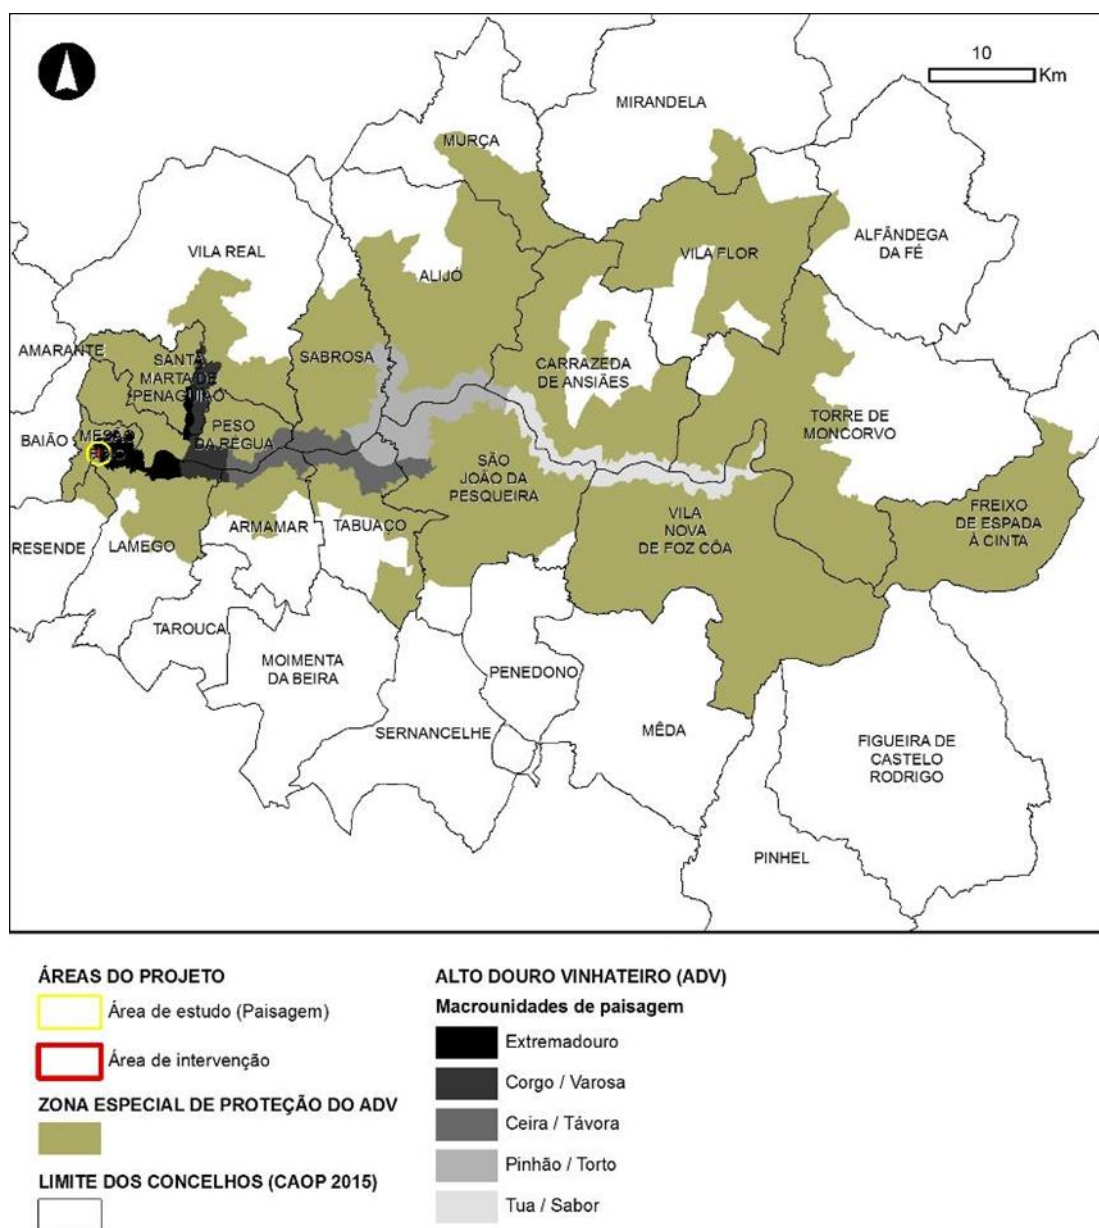 10
Km
MIRANDELA
MURÇA
ALFÂNDEGA
DA FÉ
VILA REAL
VILA FLOR
ALIJÓ
AMARANTE
SANTA
MARTA DE
PENAGUIÃO
SABROSA
CARRAZEDA
DE ANSIÃES
TORRE DE
MONCORVO
BAIÃO
MESÃO
FRIO
PESO
DA RÉGUA
SÃO
JOÃO DA
PESQUEIRA
VILA
NOVA
DE FOZ CÔA
FREIXO
DE ESPADA
À CINTA
RESENDE
LAMEGO
ARMAMAR
TABUAÇO
TAROUCA
MOIMENTA
DA BEIRA
PENEDONO
SERNANCELHE
MÊDA
FIGUEIRA DE
CASTELO
RODRIGO
PINHEL
ÁREAS DO PROJETO
Área de estudo (Paisagem)
Área de intervenção
ZONA ESPECIAL DE PROTEÇÃO DO ADV
LIMITE DOS CONCELHOS (CAOP 2015)
ALTO DOURO VINHATEIRO (ADV)
Macrounidades de paisagem
Extremadouro
Corgo / Varosa
Ceira / Távora
Pinhão / Torto
Tua / Sabor